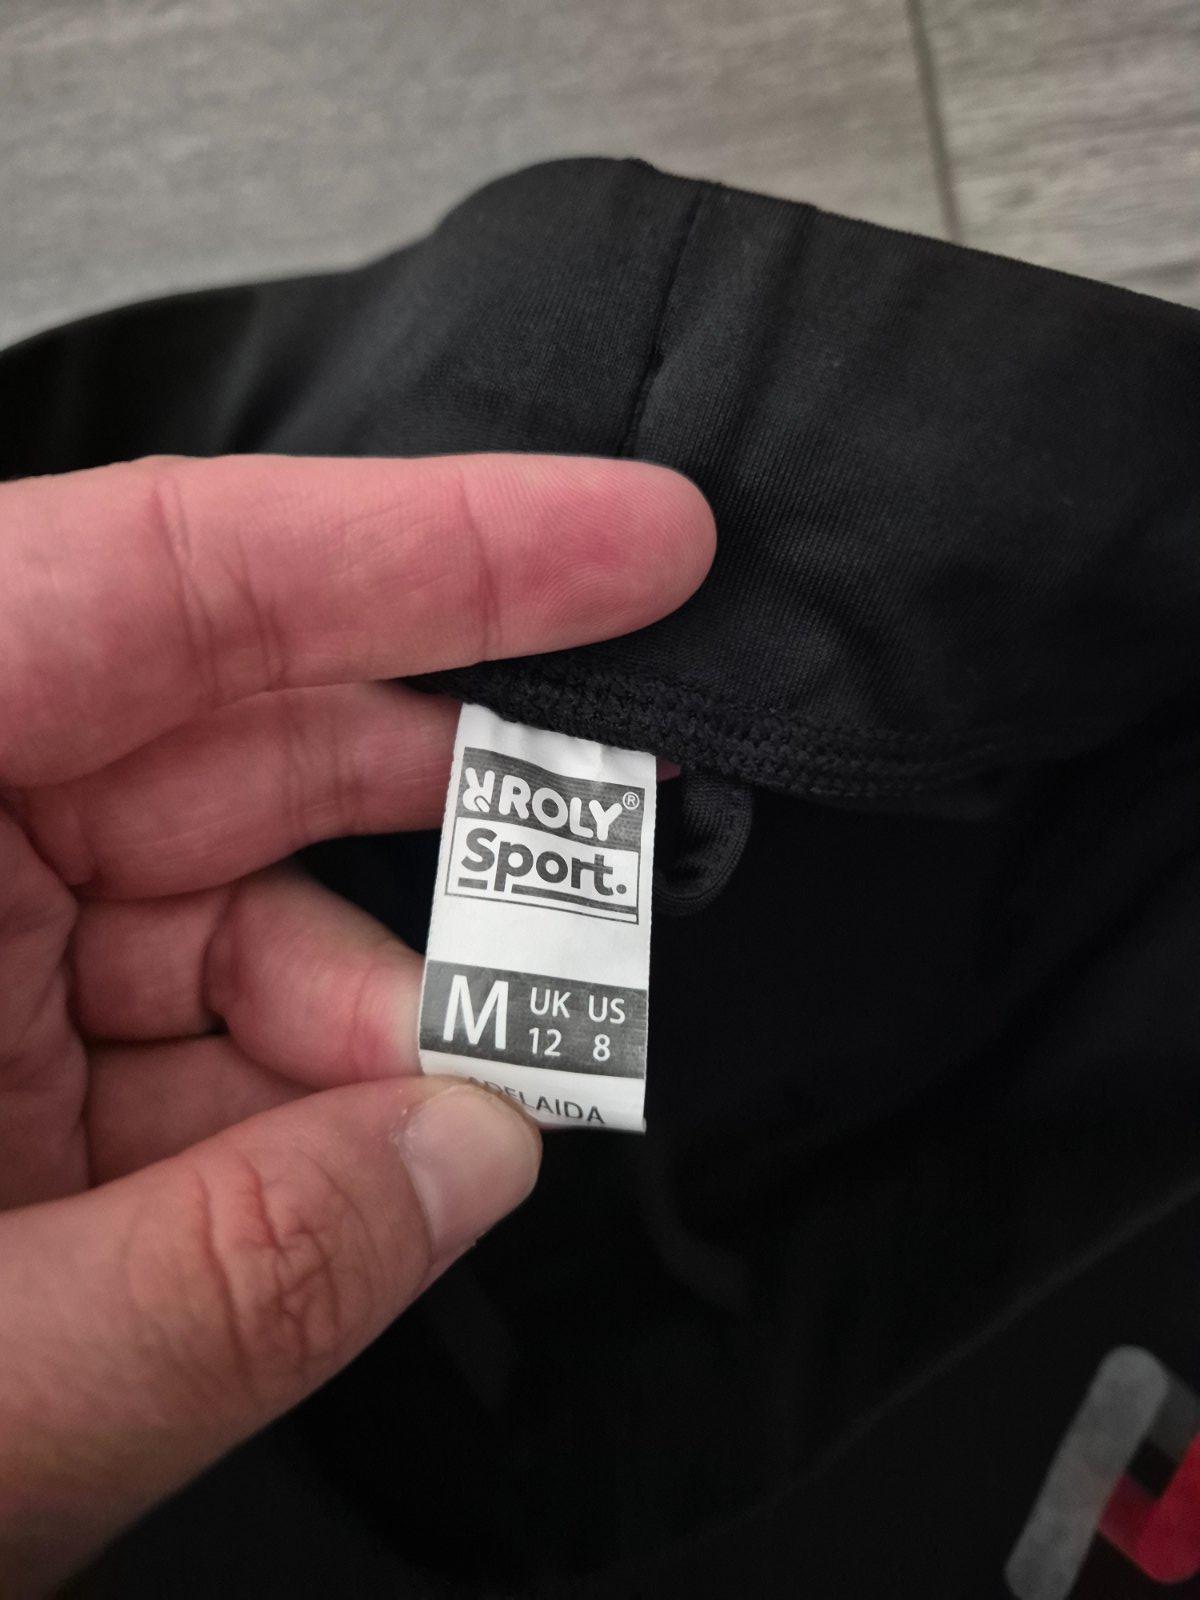 ROLY®
Sport.
M UK US
12 8
ADELAIDA